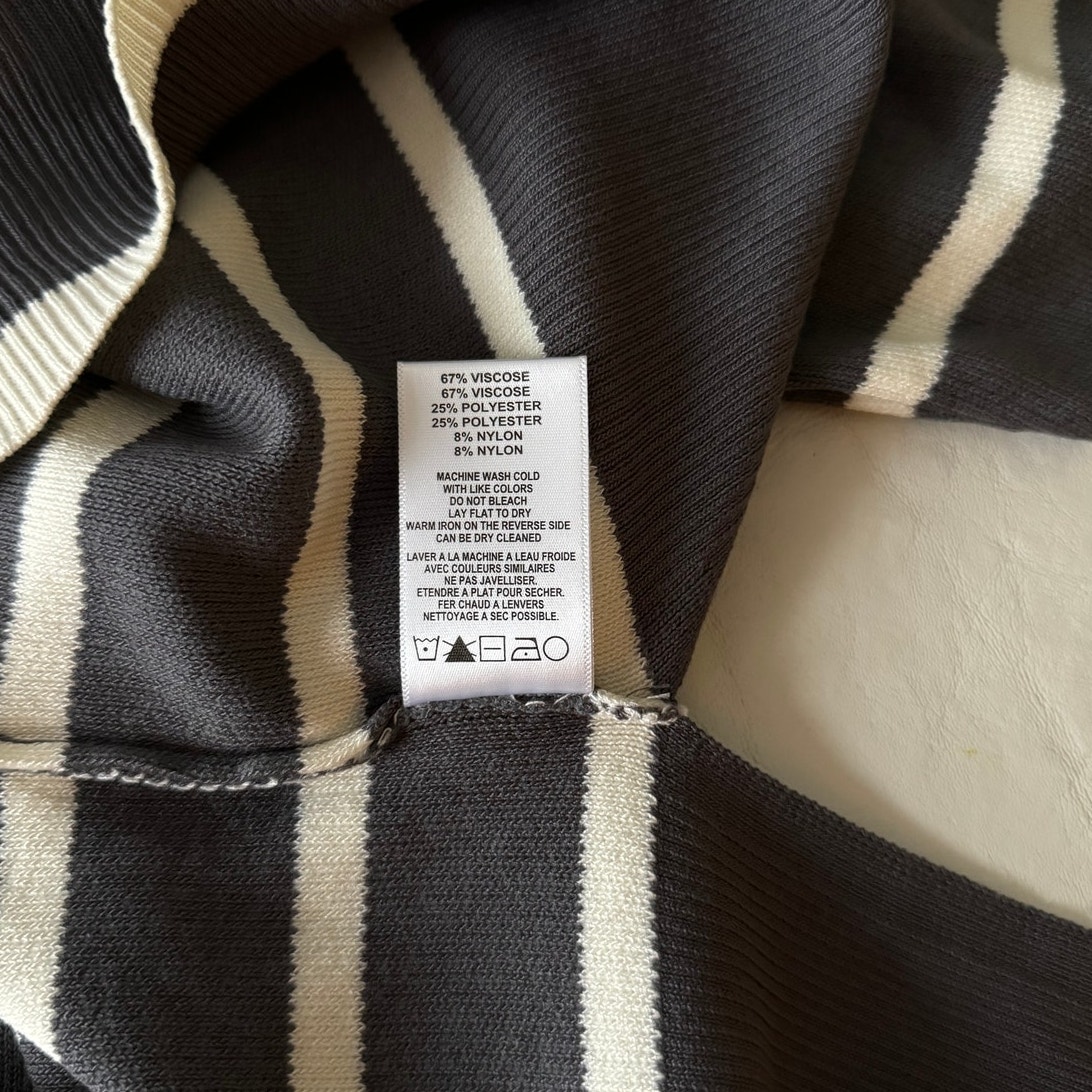 67% VISCOSE
67% VISCOSE
25% POLYESTER
25% POLYESTER
8% NYLON
8% NYLON
MACHINE WASH COLD
WITH LIKE COLORS
DO NOT BLEACH
LAY FLAT TO DRY
WARM IRON ON THE REVERSE SIDE
CAN BE DRY CLEANED
LAVER A LA MACHINE A LEAU FROIDE
AVEC COULEURS SIMILAIRES
NE PAS JAVELLISER.
ETENDRE A PLAT POUR SECHER.
FER CHAUD A LENVERS
NETTOYAGE A SEC POSSIBLE.